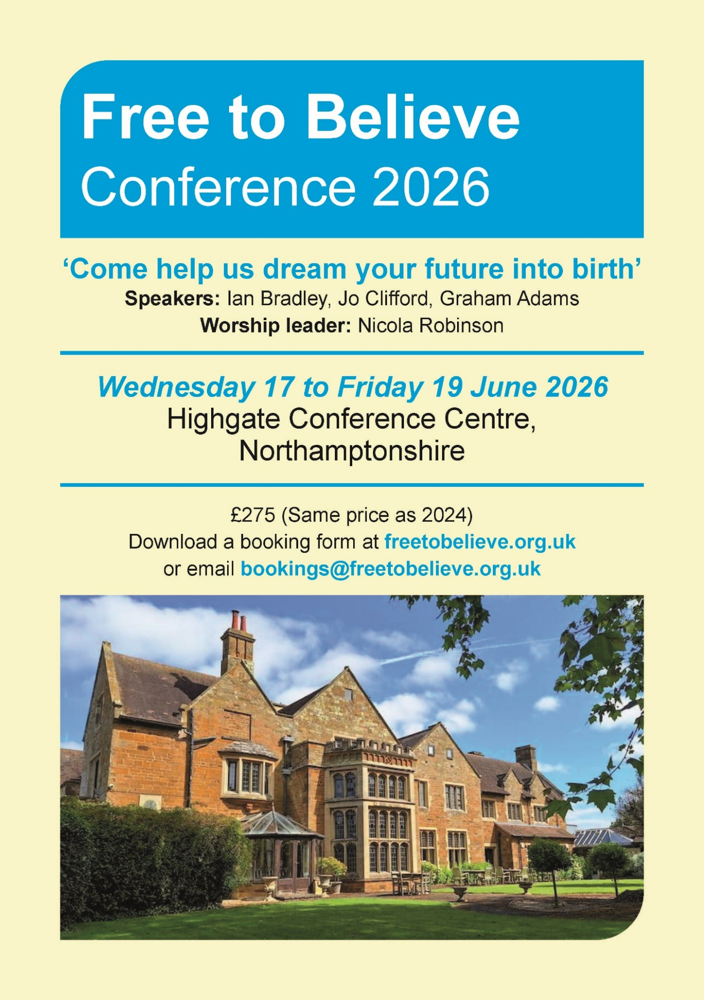 Free to Believe
Conference 2026
‘Come help us dream your future into birth’
Speakers: Ian Bradley, Jo Clifford, Graham Adams
Worship leader: Nicola Robinson
Wednesday 17 to Friday 19 June 2026
Highgate Conference Centre,
Northamptonshire
£275 (Same price as 2024)
Download a booking form at freetobelieve.org.uk
or email bookings@freetobelieve.org.uk